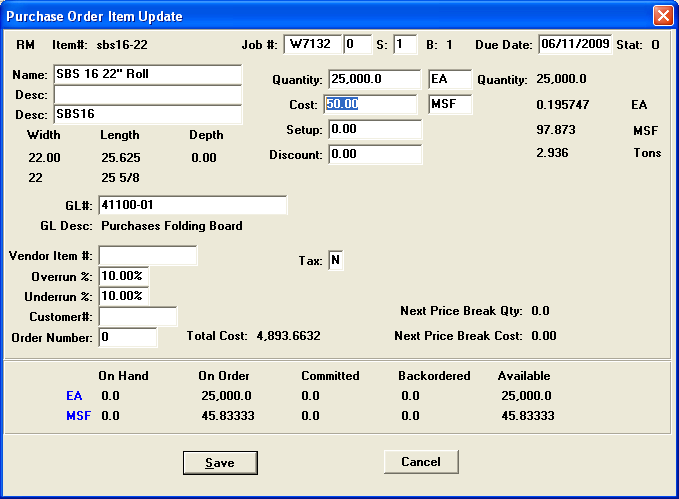 Purchase Order Item Update
RM Item#: sbs16-22 Job #: W7132 0 S: 1 B: 1 Due Date: 06/11/2009 Stat: O
Name: SBS 16 22" Roll Quantity: 25,000.0 EA Quantity: 25,000.0
Desc:
Cost: 50.00 MSF 0.195747 EA
Desc: SBS16
Setup: 0.00 97.873 MSF
Width Length Depth
Discount: 0.00 2.936 Tons
22.00 25.625 0.00
22 25 5/8
GL#: 41100-01
GL Desc: Purchases Folding Board
Vendor Item #: Tax: N
Overrun %: 10.00%
Underrun %: 10.00%
Customer#: Next Price Break Qty: 0.0
Order Number: 0 Total Cost: 4,893.6632 Next Price Break Cost: 0.00
On Hand On Order Committed Backordered Available
EA 0.0 25,000.0 0.0 0.0 25,000.0
MSF 0.0 45.83333 0.0 0.0 45.83333
Save Cancel